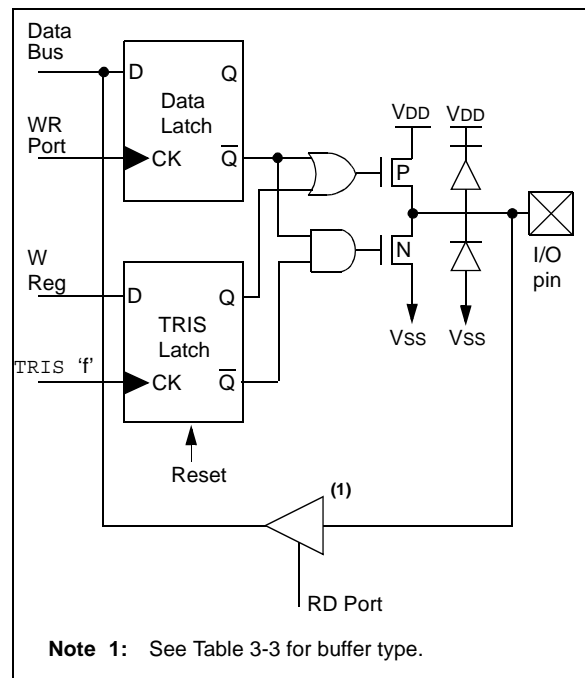 Data
Bus
D
Q
Data
Latch
WR
Port
CK
Q
VDD
VDD
P
N
I/O
pin
W
Reg
D
Q
TRIS
Latch
VSS
VSS
TRIS 'f'
CK
Q
Reset
(1)
RD Port
Note 1: See Table 3-3 for buffer type.